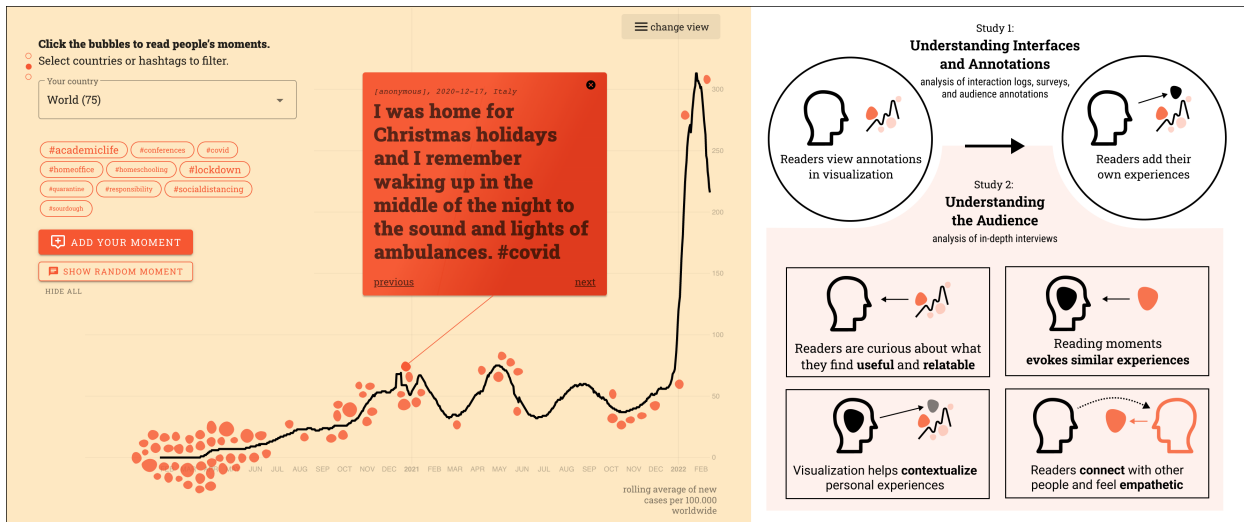 Click the bubbles to read people's moments.
Select countries or hashtags to filter.
Your country
World (75)
#academiclife #conferences #covid
#homeoffice #homeschooling #lockdown
#quarantine #responsibility #socialdistancing
#sourdough
ADD YOUR MOMENT
SHOW RANDOM MOMENT
HIDE ALL
change view
[anonymous], 2020-12-17, Italy
I was home for
Christmas holidays
and I remember
waking up in the
middle of the night to
the sound and lights of
ambulances. #covid
previous next
300
250
200
150
100
50
0
JUN JUL AUG SEP OCT NOV DEC 2021 FEB MAR APR MAY JUN JUL AUG SEP OCT NOV DEC 2022 FEB
rolling average of new
cases per 100.000
worldwide
Study 1:
Understanding Interfaces
and Annotations
analysis of interaction logs, surveys,
and audience annotations
Readers view annotations
in visualization
Readers add their
own experiences
Study 2:
Understanding
the Audience
analysis of in-depth interviews
Readers are curious about what
they find useful and relatable
Reading moments
evokes similar experiences
Visualization helps contextualize
personal experiences
Readers connect with other
people and feel empathetic